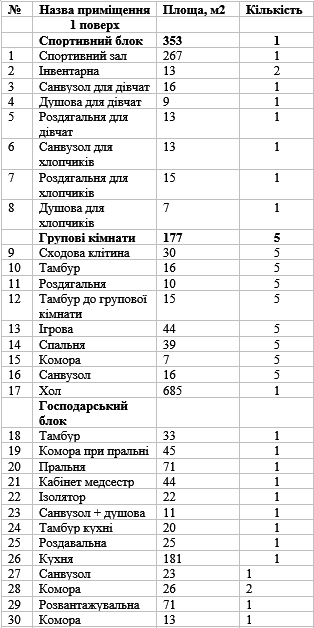 № Назва приміщення Площа, м2 Кількість
1 поверх
Спортивний блок 353 1
1 Спортивний зал 267 1
2 Інвентарна 13 2
3 Санвузол для дівчат 16 1
4 Душова для дівчат 9 1
5 Роздягальня для 13 1
дівчат
6 Санвузол для 13 1
хлопчиків
7 Роздягальня для 15 1
хлопчиків
8 Душова для 7 1
хлопчиків
Групові кімнати 177 5
9 Сходова клітина 30 5
10 Тамбур 16 5
11 Роздягальня 10 5
12 Тамбур до групової 15 5
кімнати
13 Ігрова 44 5
14 Спальня 39 5
15 Комора 7 5
16 Санвузол 16 5
17 Хол 685 1
Господарський
блок
18 Тамбур 33 1
19 Комора при пральні 45 1
20 Пральня 71 1
21 Кабінет медсестр 44 1
22 Ізолятор 22 1
23 Санвузол + душова 11 1
24 Тамбур кухні 20 1
25 Роздавальна 25 1
26 Кухня 181 1
27 Санвузол 23 1
28 Комора 26 2
29 Розвантажувальна 71 1
30 Комора 13 1